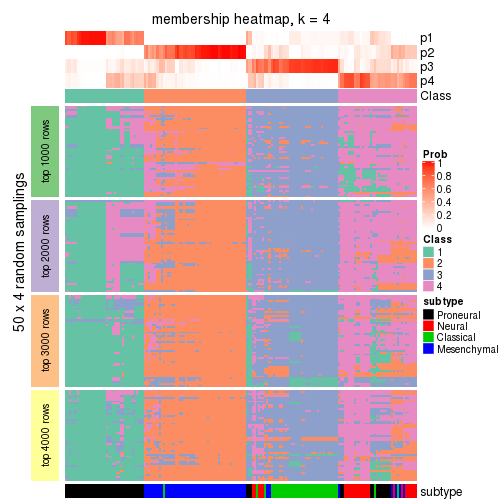 membership heatmap, k = 4
p1
p2
p3
p4
Class
50 x 4 random samplings
top 1000 rows
top 2000 rows
top 3000 rows
top 4000 rows
Prob
1
0.8
0.6
0.4
0.2
0
Class
1
2
3
4
subtype
Proneural
Neural
Classical
Mesenchymal
subtype